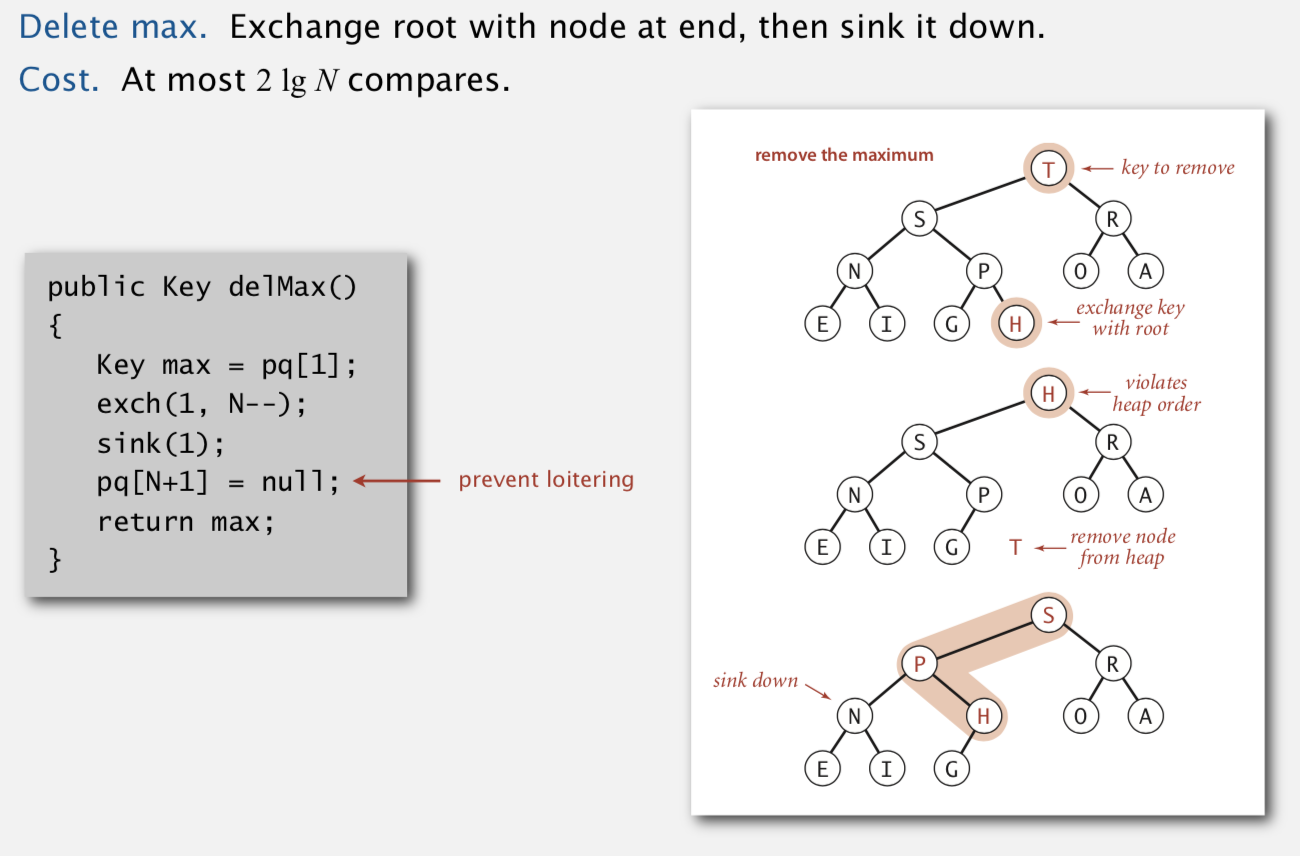 Delete max. Exchange root with node at end, then sink it down.
Cost. At most 2 lg N compares.
public Key delMax()
{
Key max = pq[1];
exch(1, N--);
sink(1);
pq[N+1] = null;
return max;
}
prevent loitering
remove the maximum
T
key to remove
S
R
N
P
O
A
E
I
G
H
exchange key
with root
H
violates
heap order
S
R
N
P
O
A
E
I
G
T
remove node
from heap
S
P
R
sink down
N
H
O
A
E
I
G